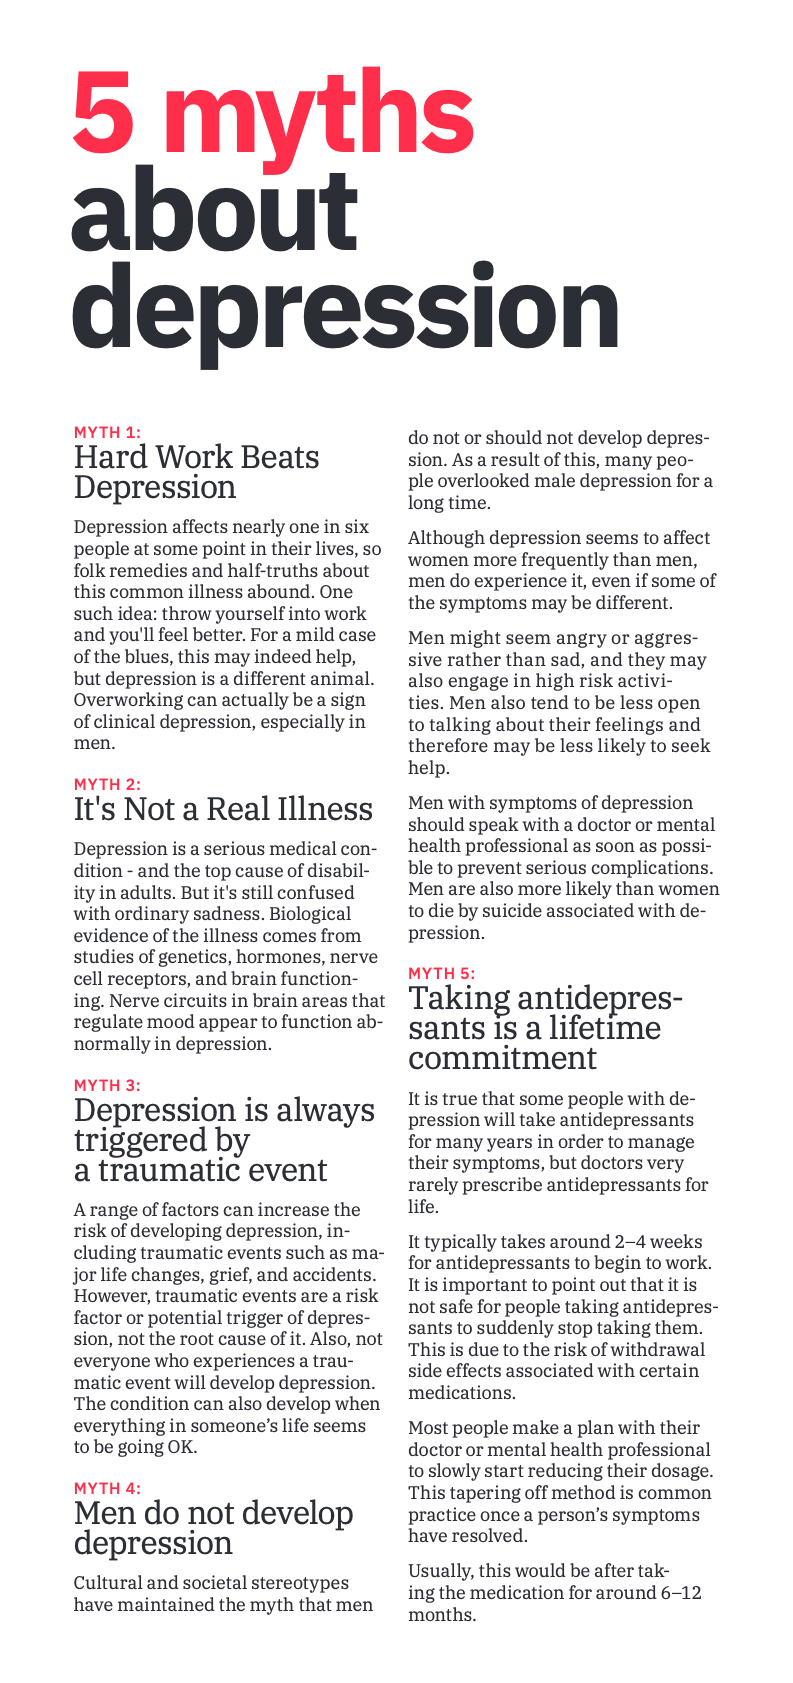 5 myths
about
depression
MYTH 1:
Hard Work Beats
Depression
Depression affects nearly one in six
people at some point in their lives, so
folk remedies and half-truths about
this common illness abound. One
such idea: throw yourself into work
and you'll feel better. For a mild case
of the blues, this may indeed help,
but depression is a different animal.
Overworking can actually be a sign
of clinical depression, especially in
men.
MYTH 2:
It's Not a Real Illness
Depression is a serious medical con-
dition - and the top cause of disabil-
ity in adults. But it's still confused
with ordinary sadness. Biological
evidence of the illness comes from
studies of genetics, hormones, nerve
cell receptors, and brain function-
ing. Nerve circuits in brain areas that
regulate mood appear to function ab-
normally in depression.
MYTH 3:
Depression is always
triggered by
a traumatic event
A range of factors can increase the
risk of developing depression, in-
cluding traumatic events such as ma-
jor life changes, grief, and accidents.
However, traumatic events are a risk
factor or potential trigger of depres-
sion, not the root cause of it. Also, not
everyone who experiences a trau-
matic event will develop depression.
The condition can also develop when
everything in someone’s life seems
to be going OK.
MYTH 4:
Men do not develop
depression
Cultural and societal stereotypes
have maintained the myth that men
do not or should not develop depres-
sion. As a result of this, many peo-
ple overlooked male depression for a
long time.
Although depression seems to affect
women more frequently than men,
men do experience it, even if some of
the symptoms may be different.
Men might seem angry or aggres-
sive rather than sad, and they may
also engage in high risk activi-
ties. Men also tend to be less open
to talking about their feelings and
therefore may be less likely to seek
help.
Men with symptoms of depression
should speak with a doctor or mental
health professional as soon as possi-
ble to prevent serious complications.
Men are also more likely than women
to die by suicide associated with de-
pression.
MYTH 5:
Taking antidepres-
sants is a lifetime
commitment
It is true that some people with de-
pression will take antidepressants
for many years in order to manage
their symptoms, but doctors very
rarely prescribe antidepressants for
life.
It typically takes around 2–4 weeks
for antidepressants to begin to work.
It is important to point out that it is
not safe for people taking antidepres-
sants to suddenly stop taking them.
This is due to the risk of withdrawal
side effects associated with certain
medications.
Most people make a plan with their
doctor or mental health professional
to slowly start reducing their dosage.
This tapering off method is common
practice once a person’s symptoms
have resolved.
Usually, this would be after tak-
ing the medication for around 6–12
months.